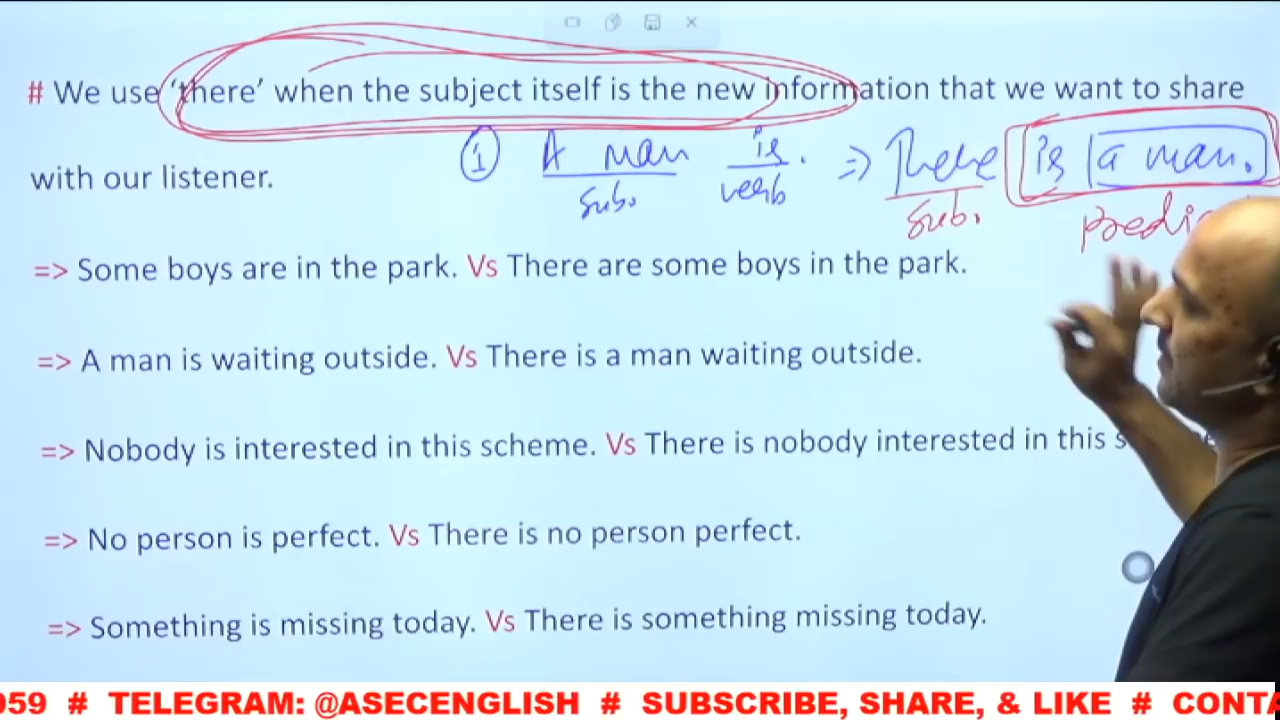 # We use 'there' when the subject itself is the new information that we want to share
① A man is. => There is a man.
sub. verb sub.
with our listener.
=> Some boys are in the park. Vs There are some boys in the park.
=> A man is waiting outside. Vs There is a man waiting outside.
=> Nobody is interested in this scheme. Vs There is nobody interested in this
=> No person is perfect. Vs There is no person perfect.
=> Something is missing today. Vs There is something missing today.
059 # TELEGRAM: @ASECENGLISH # SUBSCRIBE, SHARE, & LIKE # CONTA